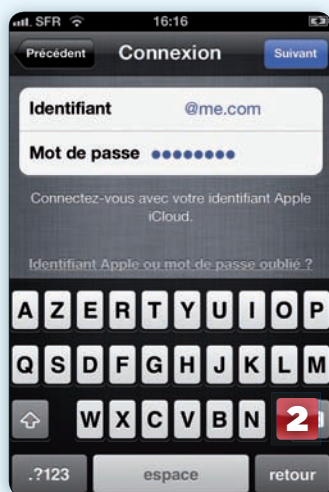 SFR 16:16
Précédent Connexion Suivant
Identifiant @me.com
Mot de passe ●●●●●●●●
Connectez-vous avec votre identifiant Apple
iCloud.
Identifiant Apple ou mot de passe oublié ?
A Z E R T Y U I O P
Q S D F G H J K L M
W X C V B N 2
.?123 espace retour